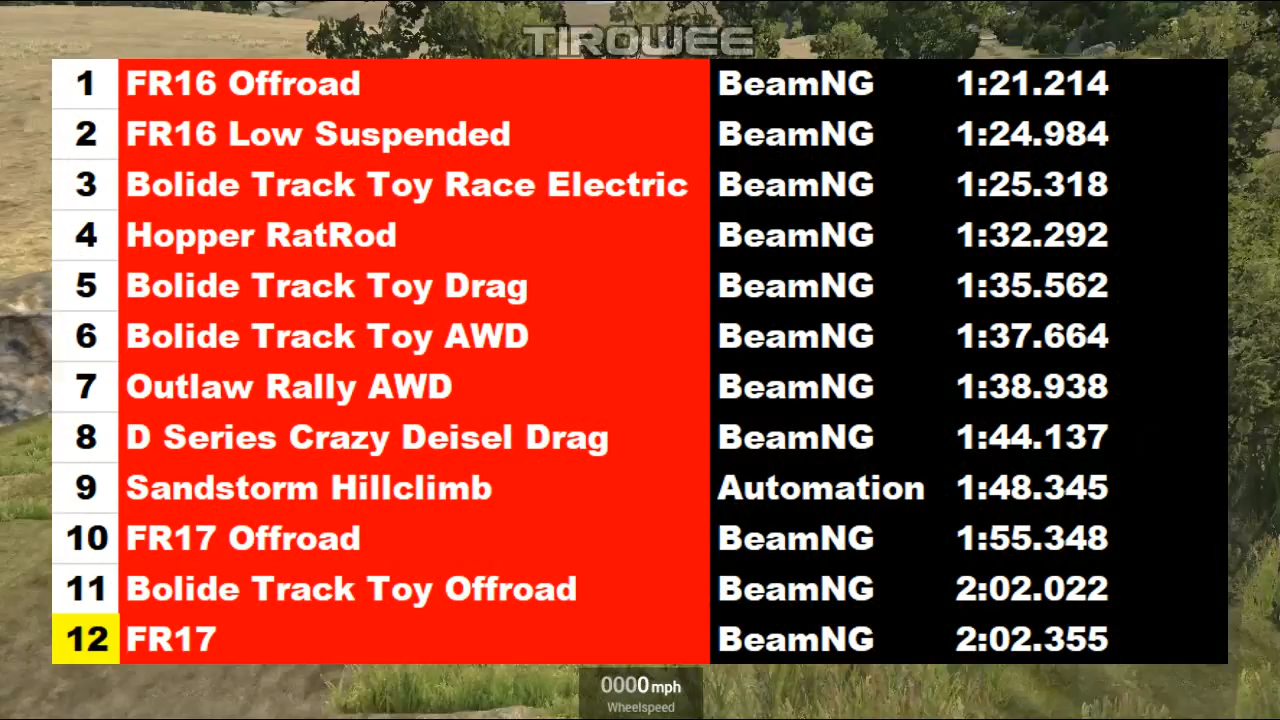 TIROWEE
1 FR16 Offroad BeamNG 1:21.214
2 FR16 Low Suspended BeamNG 1:24.984
3 Bolide Track Toy Race Electric BeamNG 1:25.318
4 Hopper RatRod BeamNG 1:32.292
5 Bolide Track Toy Drag BeamNG 1:35.562
6 Bolide Track Toy AWD BeamNG 1:37.664
7 Outlaw Rally AWD BeamNG 1:38.938
8 D Series Crazy Deisel Drag BeamNG 1:44.137
9 Sandstorm Hillclimb Automation 1:48.345
10 FR17 Offroad BeamNG 1:55.348
11 Bolide Track Toy Offroad BeamNG 2:02.022
12 FR17 BeamNG 2:02.355
0000 mph
Wheelspeed